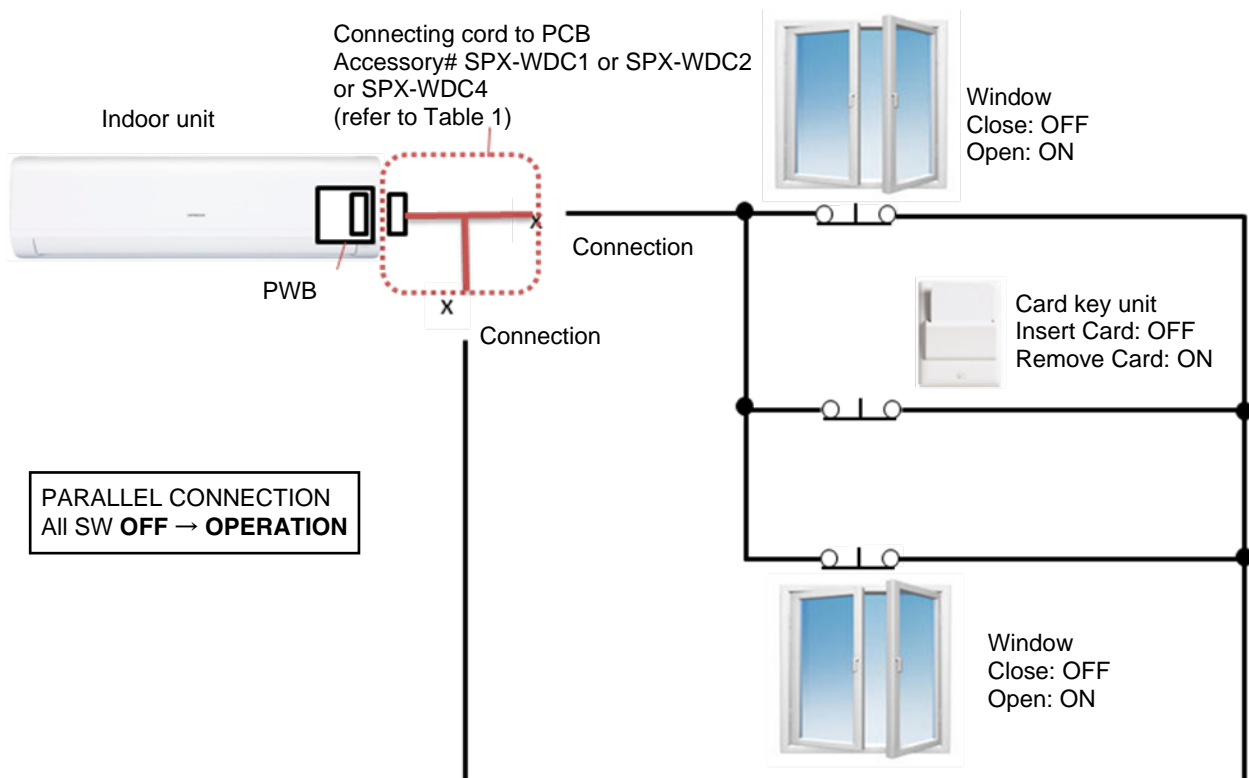 Connecting cord to PCB
Accessory# SPX-WDC1 or SPX-WDC2
or SPX-WDC4
(refer to Table 1)
Indoor unit
Window
Close: OFF
Open: ON
X
Connection
PWB
X
Connection
Card key unit
Insert Card: OFF
Remove Card: ON
PARALLEL CONNECTION
All SW OFF → OPERATION
Window
Close: OFF
Open: ON